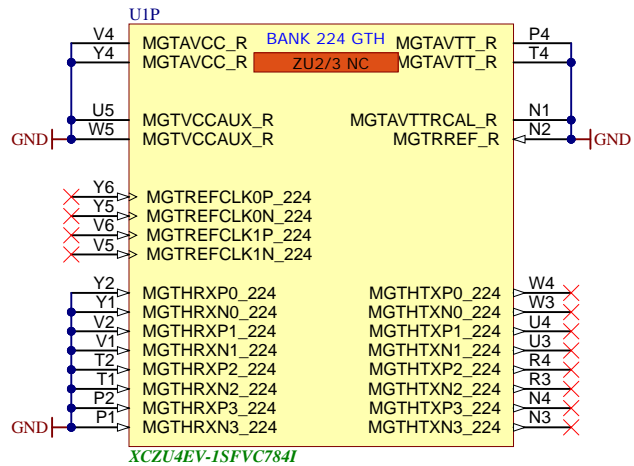 U1P
BANK 224 GTH
ZU2/3 NC
V4 MGTAVCC_R MGTAVTT_R P4
Y4 MGTAVCC_R MGTAVTT_R T4
U5 MGTVCCAUX_R MGTAVTTRCAL_R N1
GND W5 MGTVCCAUX_R MGTRREF_R N2 GND
Y6 MGTREFCLK0P_224
Y5 MGTREFCLK0N_224
V6 MGTREFCLK1P_224
V5 MGTREFCLK1N_224
Y2 MGTHRXP0_224 MGTHTXP0_224 W4
Y1 MGTHRXN0_224 MGTHTXN0_224 W3
V2 MGTHRXP1_224 MGTHTXP1_224 U4
V1 MGTHRXN1_224 MGTHTXN1_224 U3
T2 MGTHRXP2_224 MGTHTXP2_224 R4
T1 MGTHRXN2_224 MGTHTXN2_224 R3
P2 MGTHRXP3_224 MGTHTXP3_224 N4
GND P1 MGTHRXN3_224 MGTHTXN3_224 N3
XCZU4EV-1SFVC784I